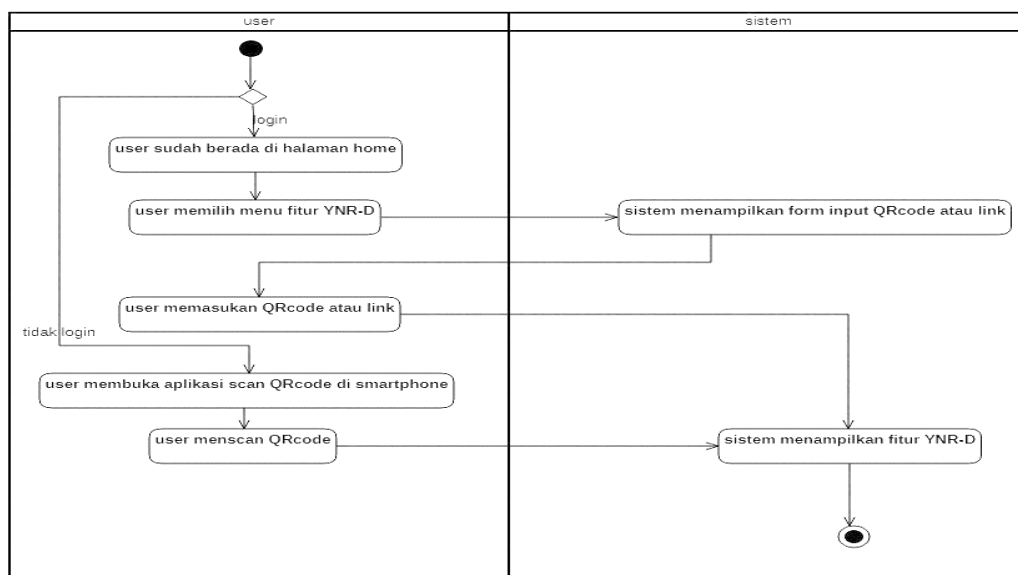 user
sistem
login
user sudah berada di halaman home
user memilih menu fitur YNR-D
sistem menampilkan form input QRcode atau link
user memasukan QRcode atau link
tidak login
user membuka aplikasi scan QRcode di smartphone
user menscan QRcode
sistem menampilkan fitur YNR-D